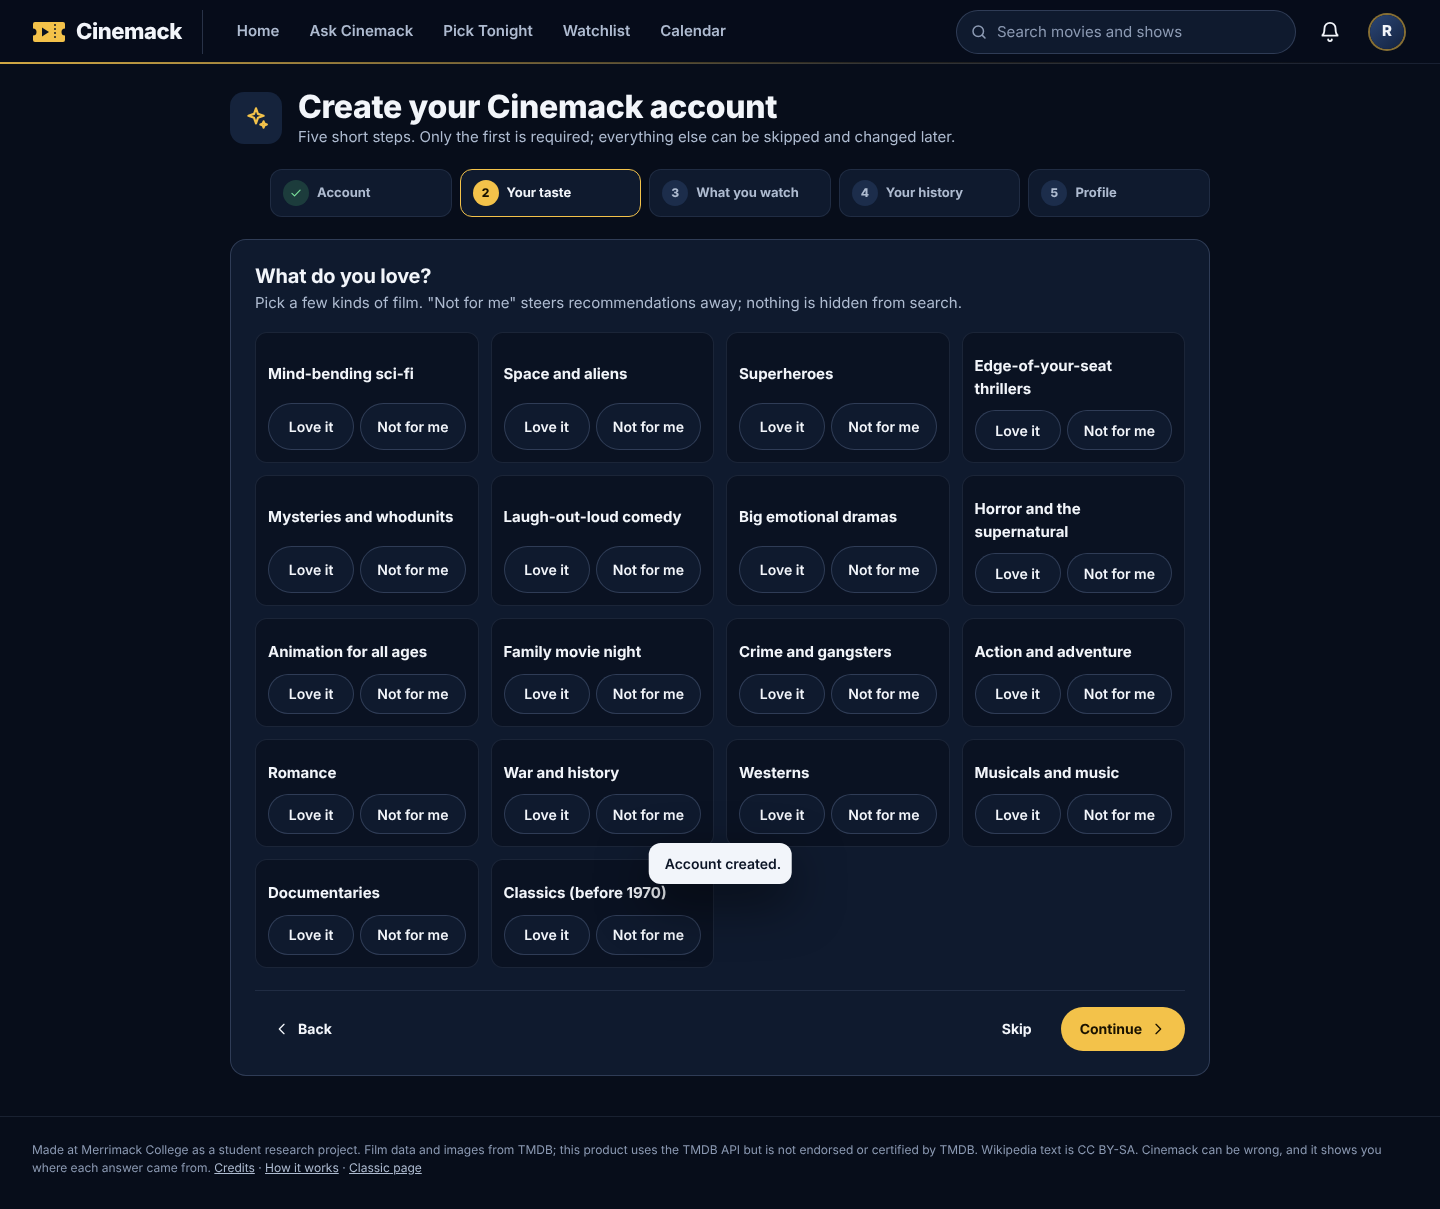 Cinemack
Home
Ask Cinemack
Pick Tonight
Watchlist
Calendar
Search movies and shows
R
Create your Cinemack account
Five short steps. Only the first is required; everything else can be skipped and changed later.
Account
2 Your taste
3 What you watch
4 Your history
5 Profile
What do you love?
Pick a few kinds of film. "Not for me" steers recommendations away; nothing is hidden from search.
Mind-bending sci-fi
Love it
Not for me
Space and aliens
Love it
Not for me
Superheroes
Love it
Not for me
Edge-of-your-seat
thrillers
Love it
Not for me
Mysteries and whodunits
Love it
Not for me
Laugh-out-loud comedy
Love it
Not for me
Big emotional dramas
Love it
Not for me
Horror and the
supernatural
Love it
Not for me
Animation for all ages
Love it
Not for me
Family movie night
Love it
Not for me
Crime and gangsters
Love it
Not for me
Action and adventure
Love it
Not for me
Romance
Love it
Not for me
War and history
Love it
Not for me
Westerns
Love it
Not for me
Musicals and music
Love it
Not for me
Account created.
Documentaries
Love it
Not for me
Classics (before 1970)
Love it
Not for me
Back
Skip
Continue
Made at Merrimack College as a student research project. Film data and images from TMDB; this product uses the TMDB API but is not endorsed or certified by TMDB. Wikipedia text is CC BY-SA. Cinemack can be wrong, and it shows you
where each answer came from. Credits · How it works · Classic page